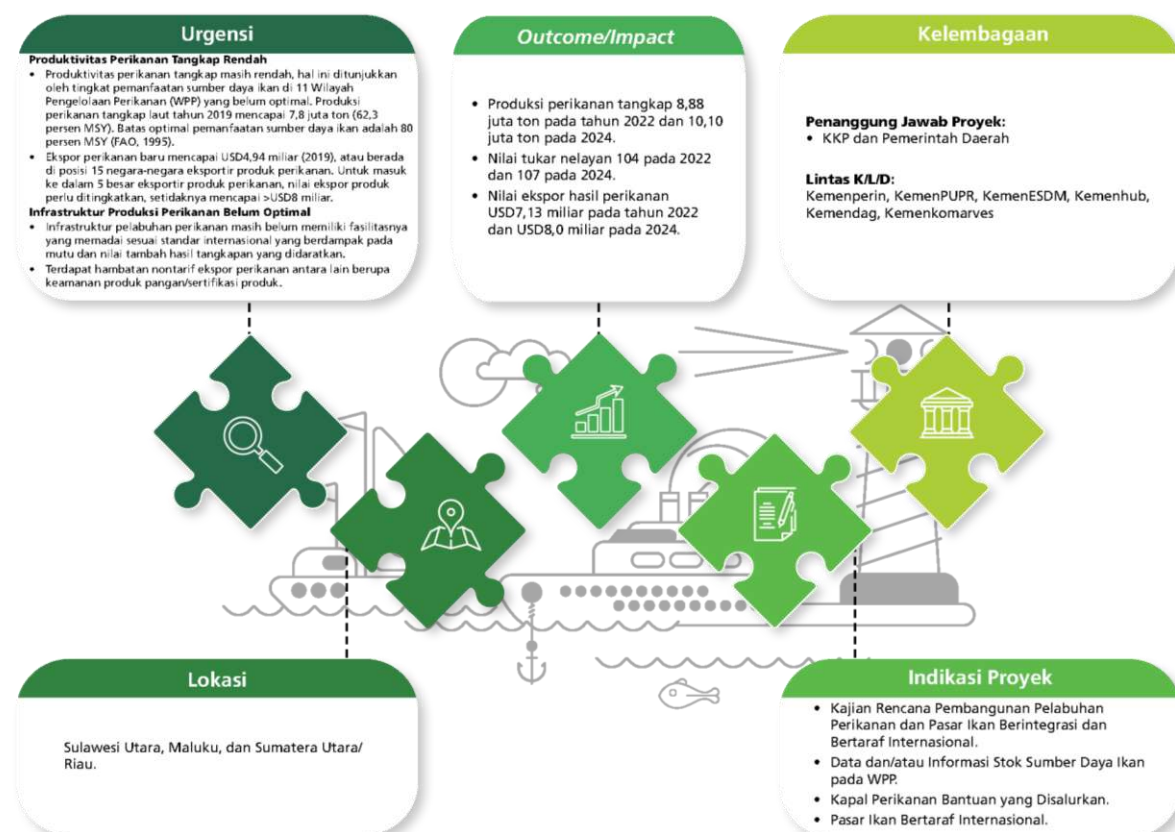 Urgensi
Produktivitas Perikanan Tangkap Rendah
• Produktivitas perikanan tangkap masih rendah, hal ini ditunjukkan
oleh tingkat pemanfaatan sumber daya ikan di 11 Wilayah
Pengelolaan Perikanan (WPP) yang belum optimal. Produksi
perikanan tangkap laut tahun 2019 mencapai 7,8 juta ton (62,3
persen MSY). Batas optimal pemanfaatan sumber daya ikan adalah 80
persen MSY (FAO, 1995).
• Ekspor perikanan baru mencapai USD4,94 miliar (2019), atau berada
di posisi 15 negara-negara eksportir produk perikanan. Untuk masuk
ke dalam 5 besar eksportir produk perikanan, nilai ekspor produk
perlu ditingkatkan, setidaknya mencapai >USD8 miliar.
Infrastruktur Produksi Perikanan Belum Optimal
• Infrastruktur pelabuhan perikanan masih belum memiliki fasilitasnya
yang memadai sesuai standar internasional yang berdampak pada
mutu dan nilai tambah hasil tangkapan yang didaratkan.
• Terdapat hambatan nontarif ekspor perikanan antara lain berupa
keamanan produk pangan/sertifikasi produk.
Outcome/Impact
• Produksi perikanan tangkap 8,88
juta ton pada tahun 2022 dan 10,10
juta ton pada 2024.
• Nilai tukar nelayan 104 pada 2022
dan 107 pada 2024.
• Nilai ekspor hasil perikanan
USD7,13 miliar pada tahun 2022
dan USD8,0 miliar pada 2024.
Kelembagaan
Penanggung Jawab Proyek:
• KKP dan Pemerintah Daerah
Lintas K/L/D:
Kemenperin, KemenPUPR, KemenESDM, Kemenhub,
Kemendag, Kemenkomarves
Lokasi
Sulawesi Utara, Maluku, dan Sumatera Utara/
Riau.
Indikasi Proyek
• Kajian Rencana Pembangunan Pelabuhan
Perikanan dan Pasar Ikan Berintegrasi dan
Bertaraf Internasional.
• Data dan/atau Informasi Stok Sumber Daya Ikan
pada WPP.
• Kapal Perikanan Bantuan yang Disalurkan.
• Pasar Ikan Bertaraf Internasional.